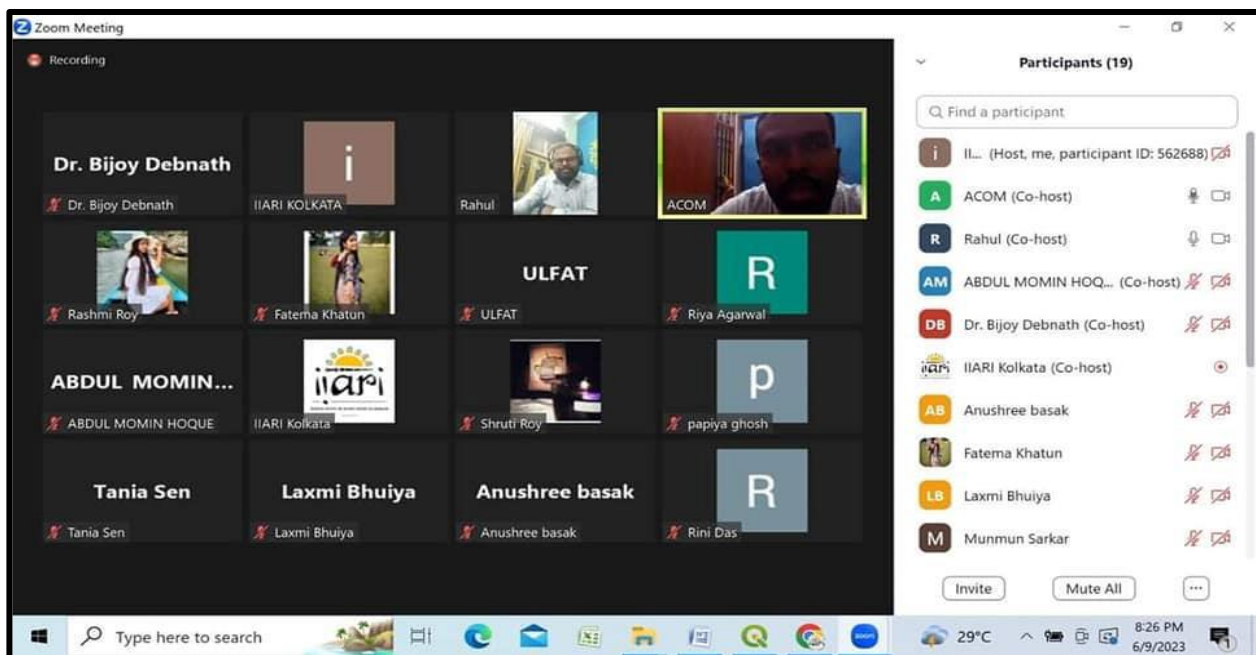 Zoom Meeting
Recording
Participants (19)
Find a participant
Dr. Bijoy Debnath
i
Dr. Bijoy Debnath
IIARI KOLKATA
Rahul
ACOM
ULFAT
R
Rashmi Roy
Fatema Khatun
ULFAT
Riya Agarwal
ABDUL MOMIN...
iiari
p
ABDUL MOMIN HOQUE
IIARI Kolkata
Shruti Roy
papiya ghosh
Tania Sen
Laxmi Bhuiya
Anushree basak
R
Tania Sen
Laxmi Bhuiya
Anushree basak
Rini Das
i II... (Host, me, participant ID: 562688)
A ACOM (Co-host)
R Rahul (Co-host)
AM ABDUL MOMIN HOQ... (Co-host)
DB Dr. Bijoy Debnath (Co-host)
iiari IIARI Kolkata (Co-host)
AB Anushree basak
Fatema Khatun
LB Laxmi Bhuiya
M Munmun Sarkar
Invite Mute All ...
Type here to search
zoom
29°C
8:26 PM
6/9/2023
1